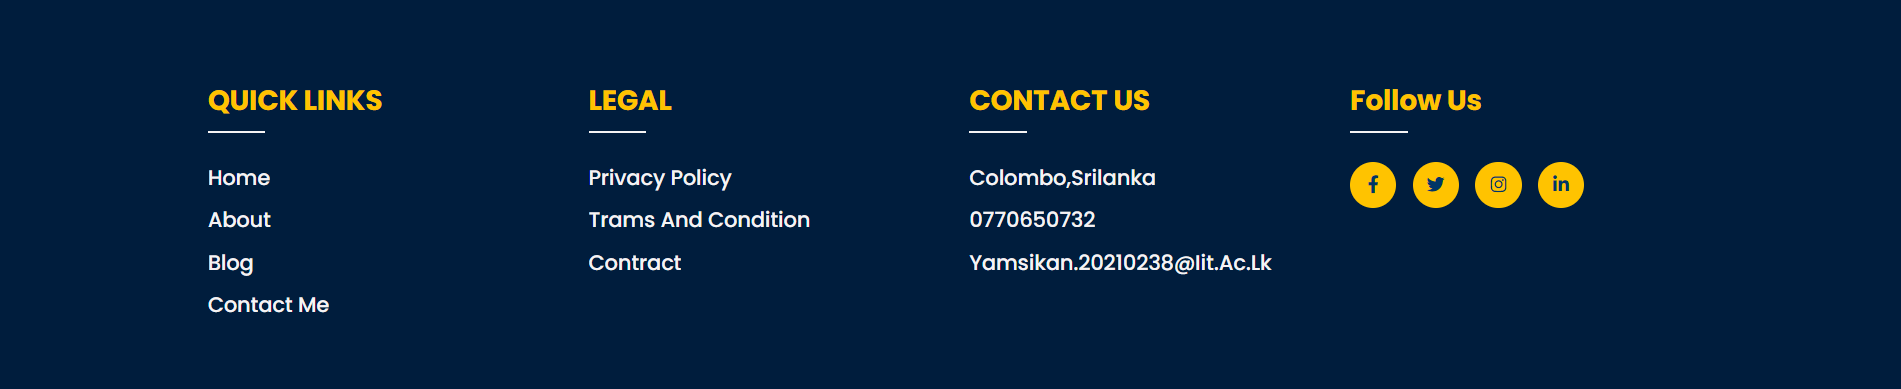 QUICK LINKS
Home
About
Blog
Contact Me
LEGAL
Privacy Policy
Trams And Condition
Contract
CONTACT US
Colombo,Srilanka
0770650732
Yamsikan.20210238@Iit.Ac.Lk
Follow Us